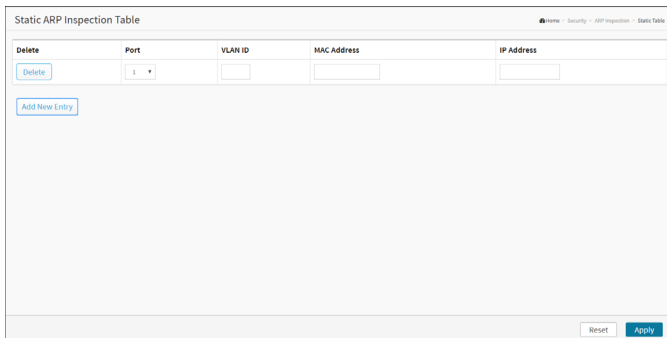 Static ARP Inspection Table
Home > Security > ARP Inspection > Static Table
Delete Port VLAN ID MAC Address IP Address
Delete 1
Add New Entry
Reset Apply